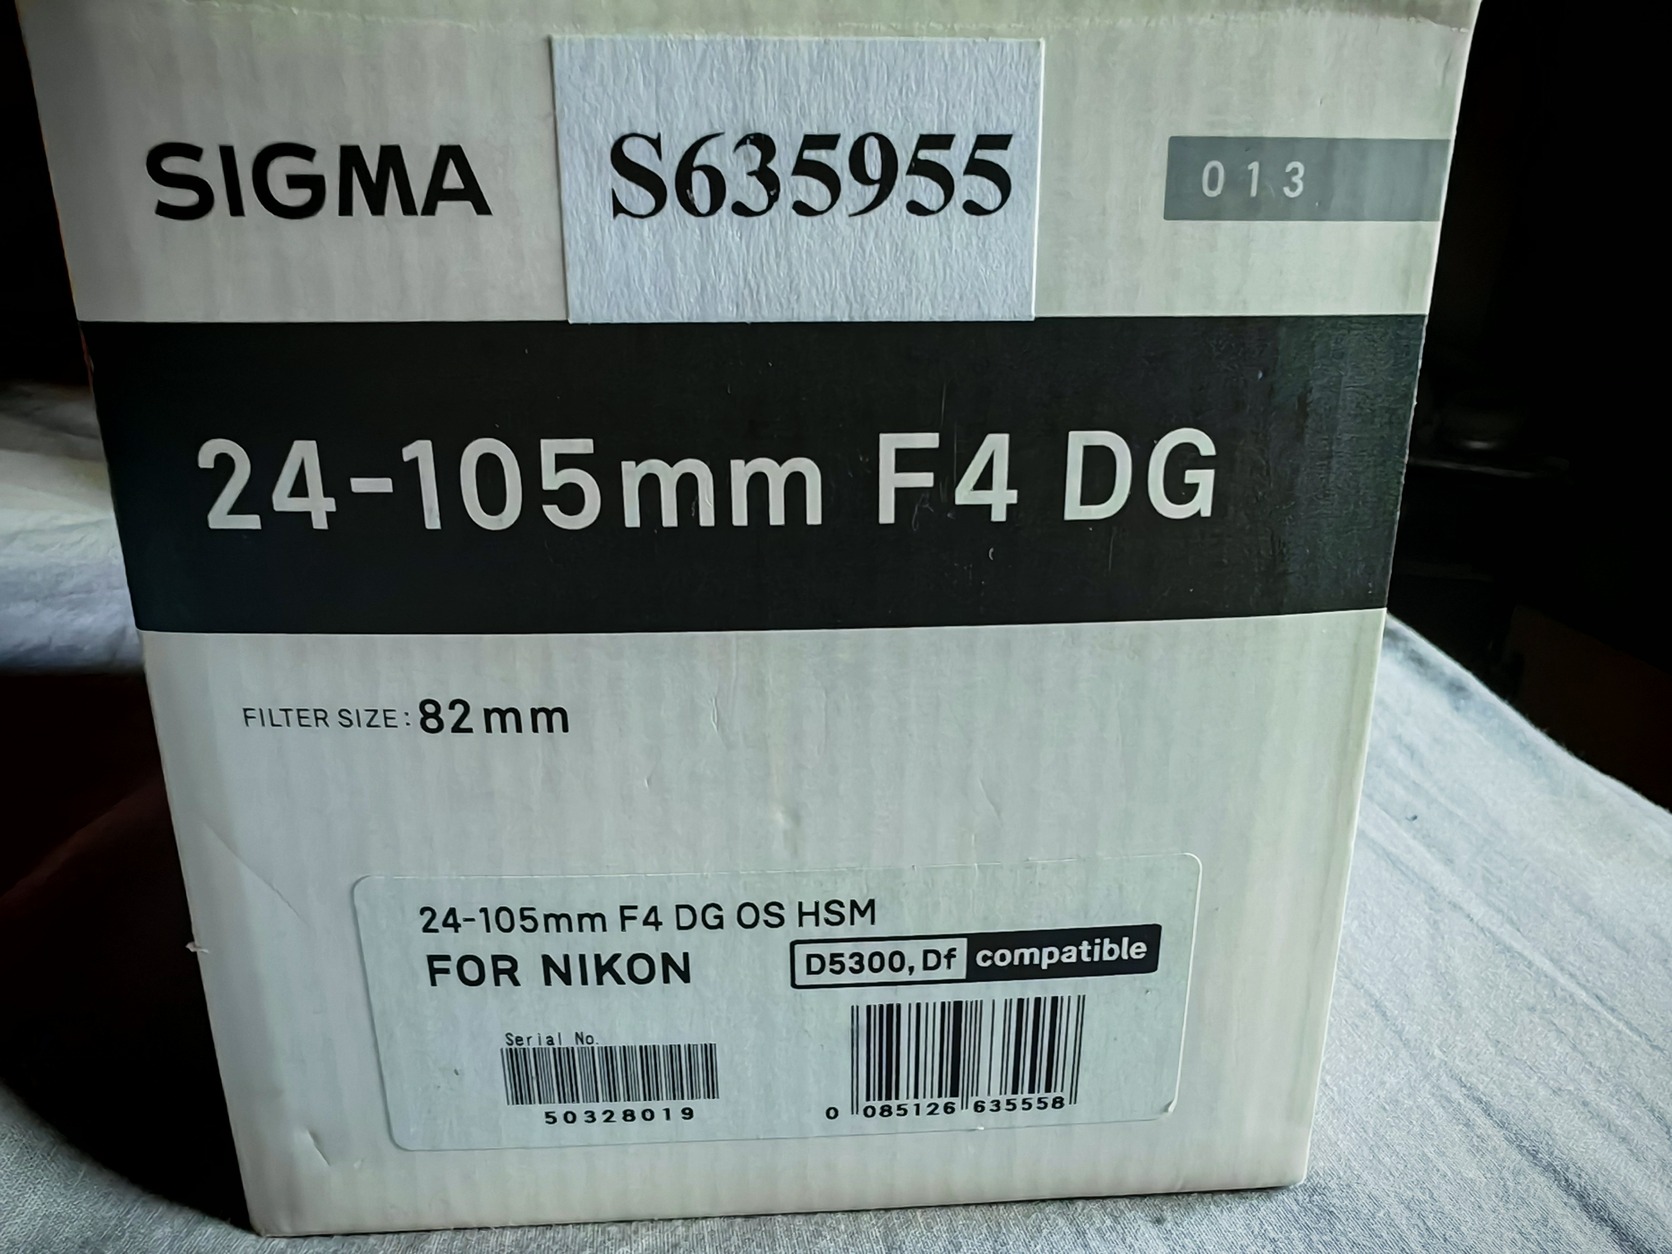 SIGMA
S635955
013
24-105mm F4 DG
FILTER SIZE: 82mm
24-105mm F4 DG OS HSM
FOR NIKON
D5300, Df compatible
Serial No.
50328019
0 085126 635558